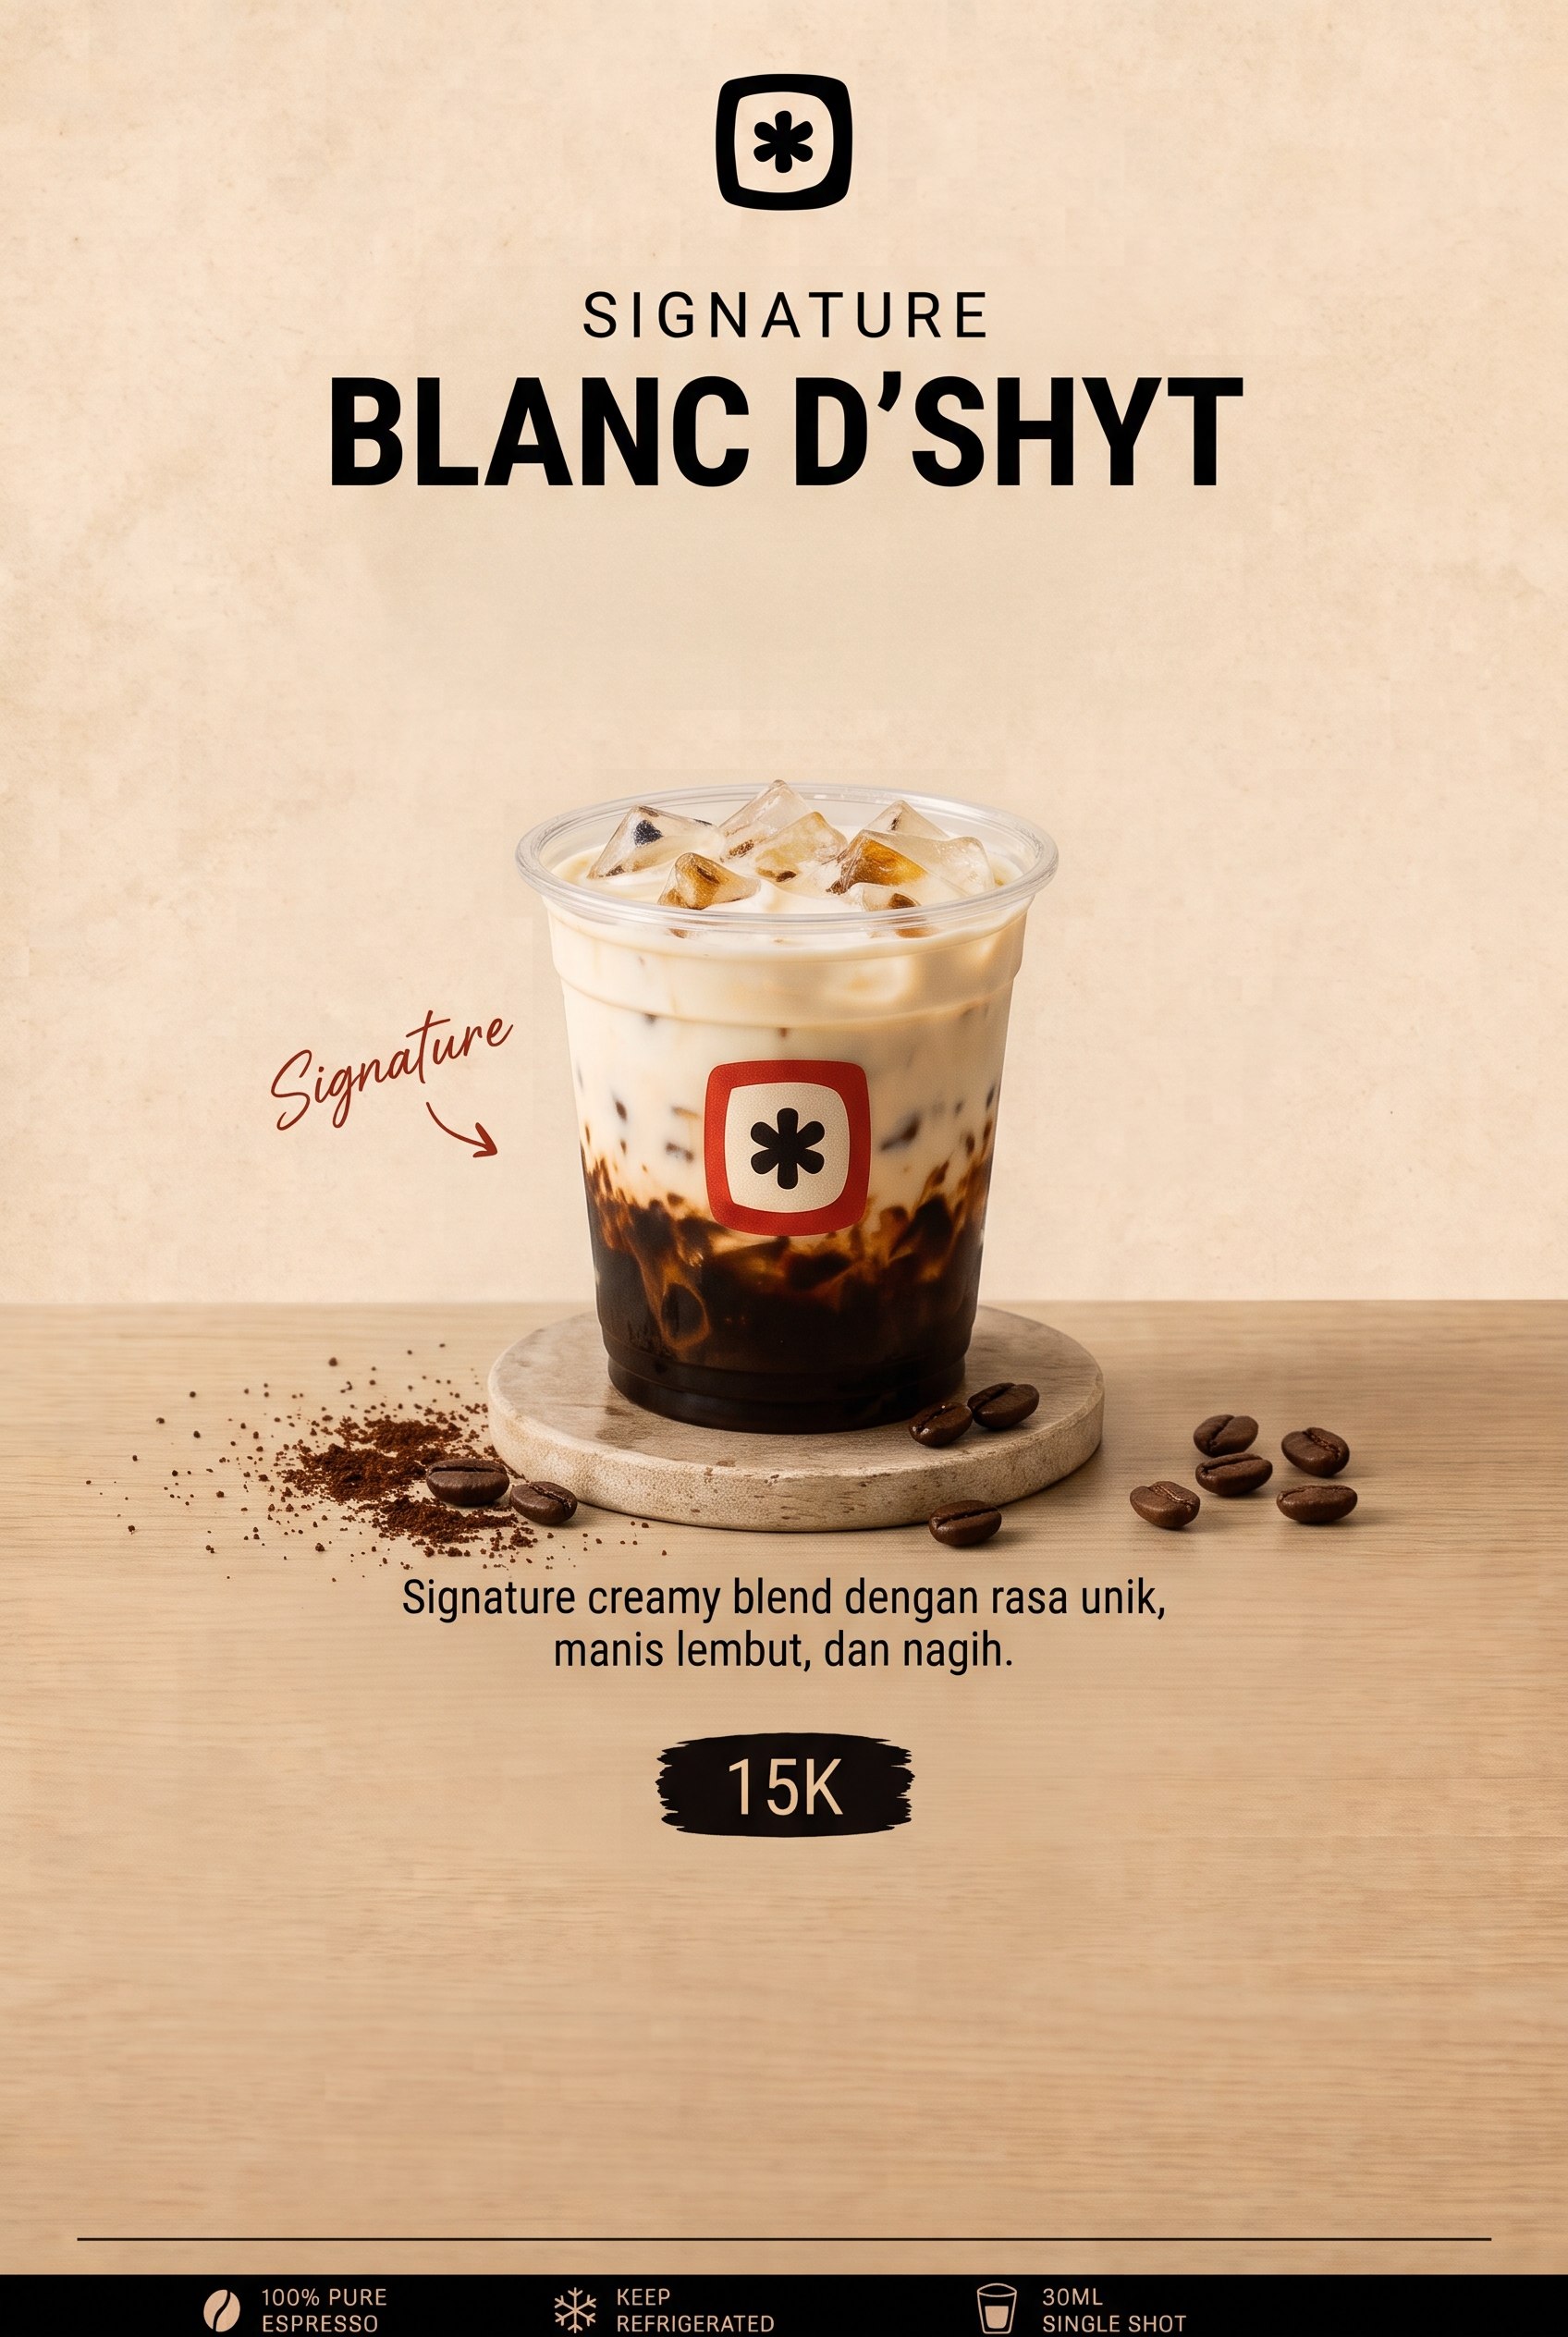 SIGNATURE
BLANC D’SHYT
Signature
Signature creamy blend dengan rasa unik,
manis lembut, dan nagih.
15K
100% PURE
ESPRESSO
KEEP
REFRIGERATED
30ML
SINGLE SHOT